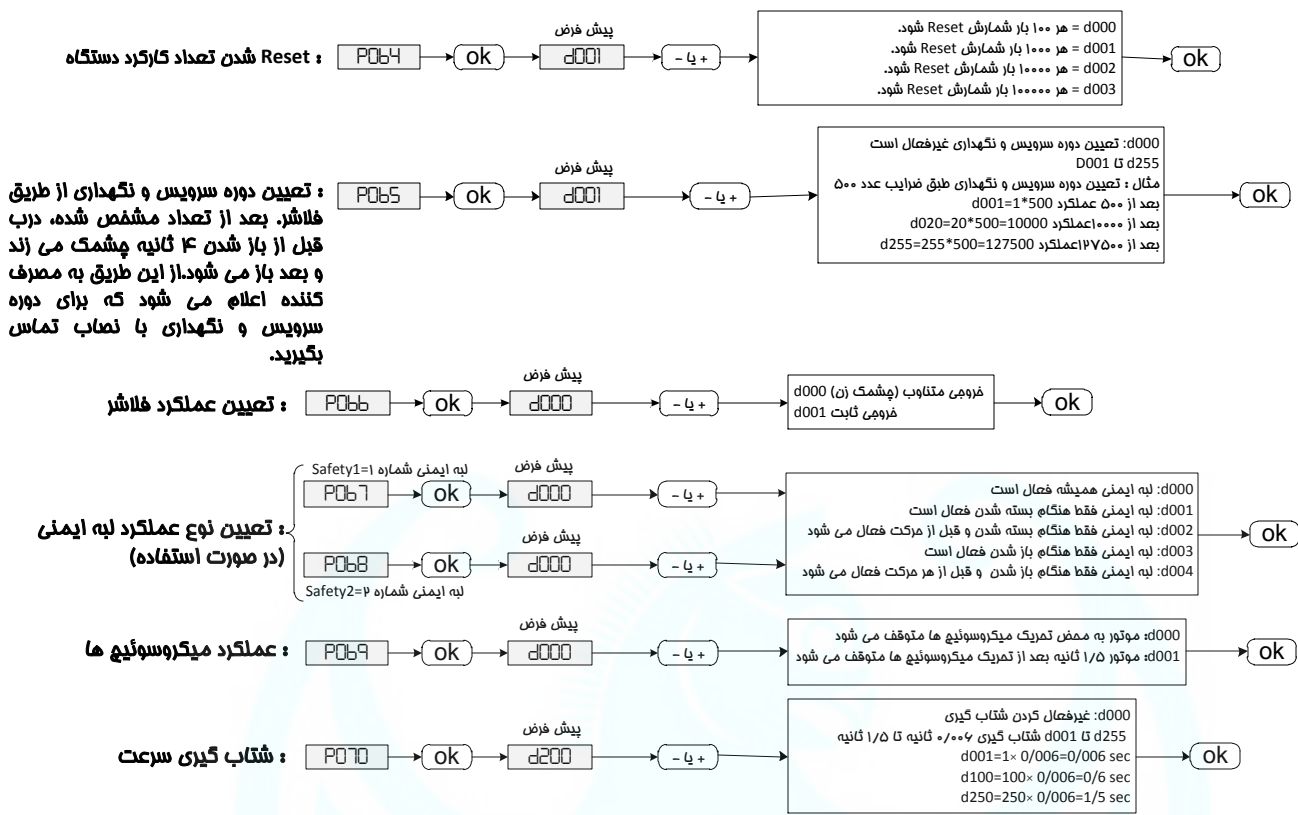 Reset شدن تعداد کارکرد دستگاه :
P064
ok
پیش فرض
d001
+ یا -
d000 = هر ۱۰۰ بار شمارش Reset شود.
d001 = هر ۱۰۰۰ بار شمارش Reset شود.
d002 = هر ۱۰۰۰۰ بار شمارش Reset شود.
d003 = هر ۱۰۰۰۰۰ بار شمارش Reset شود.
ok
تعیین دوره سرویس و نگهداری از طریق :
فلاشر. بعد از تعداد مشخص شده، درب
قبل از باز شدن ۴ ثانیه چشمک می زند
و بعد باز می شود.از این طریق به مصرف
کننده اعلام می شود که برای دوره
سرویس و نگهداری با نصاب تماس
بگیرید.
P065
ok
پیش فرض
d001
+ یا -
d000: تعیین دوره سرویس و نگهداری غیرفعال است
d255 تا D001
مثال : تعیین دوره سرویس و نگهداری طبق ضرایب عدد ۵۰۰
بعد از ۵۰۰ عملکرد d001=1*500
بعد از ۱۰۰۰۰عملکرد d020=20*500=10000
بعد از ۱۲۷۵۰۰عملکرد d255=255*500=127500
ok
تعیین عملکرد فلاشر :
P066
ok
پیش فرض
d000
+ یا -
خروجی متناوب (چشمک زن) d000
خروجی ثابت d001
ok
تعیین نوع عملکرد لبه ایمنی :
(در صورت استفاده)
لبه ایمنی شماره ۱=Safety1
P067
ok
پیش فرض
d000
+ یا -
P068
ok
پیش فرض
d000
+ یا -
لبه ایمنی شماره ۲=Safety2
d000: لبه ایمنی همیشه فعال است
d001: لبه ایمنی فقط هنگام بسته شدن فعال است
d002: لبه ایمنی فقط هنگام بسته شدن و قبل از حرکت فعال می شود
d003: لبه ایمنی فقط هنگام باز شدن فعال است
d004: لبه ایمنی فقط هنگام باز شدن و قبل از هر حرکت فعال می شود
ok
عملکرد میکروسوئیچ ها :
P069
ok
پیش فرض
d000
+ یا -
d000: موتور به محض تحریک میکروسوئیچ ها متوقف می شود
d001: موتور ۱/۵ ثانیه بعد از تحریک میکروسوئیچ ها متوقف می شود
ok
شتاب گیری سرعت :
P070
ok
پیش فرض
d200
+ یا -
d000: غیرفعال کردن شتاب گیری
d255 تا d001 شتاب گیری ۰/۰۰۶ ثانیه تا ۱/۵ ثانیه
d001=1× 0/006=0/006 sec
d100=100× 0/006=0/6 sec
d250=250× 0/006=1/5 sec
ok